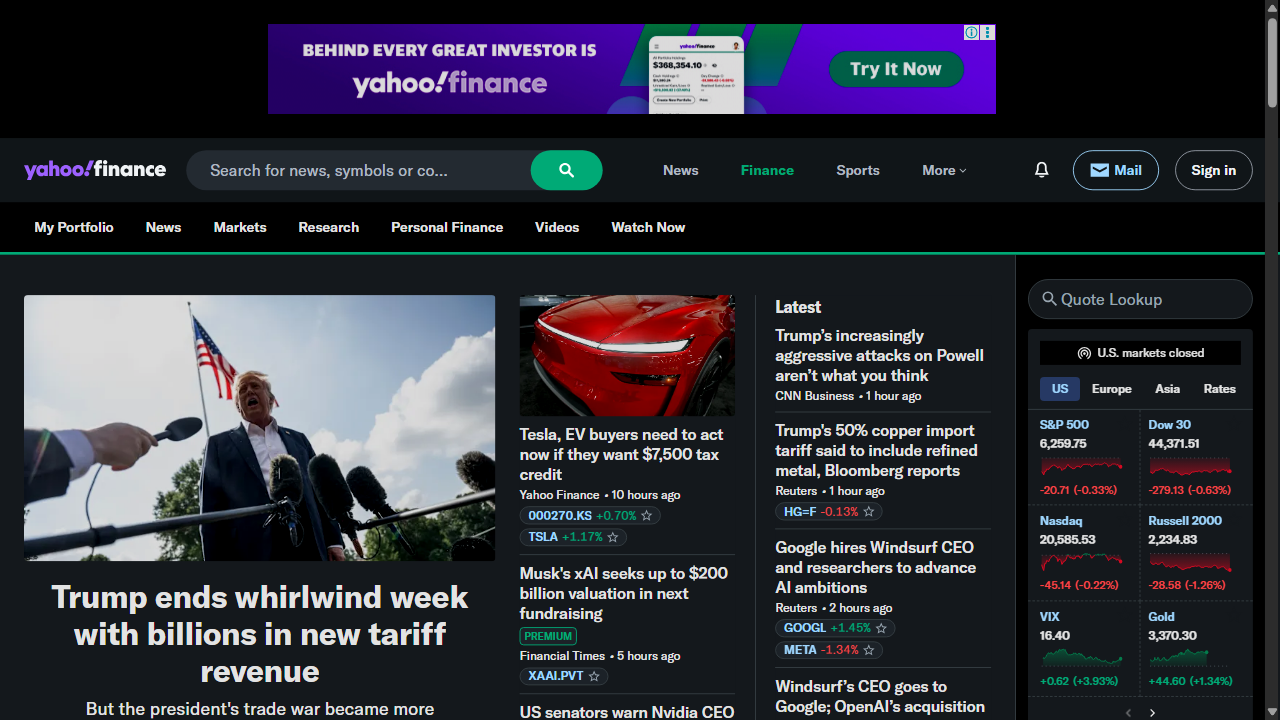 BEHIND EVERY GREAT INVESTOR IS
yahoo!finance
yahoo!finance
$368,354.10
Try It Now
yahoo!finance
Search for news, symbols or co...
News
Finance
Sports
More
Mail
Sign in
My Portfolio
News
Markets
Research
Personal Finance
Videos
Watch Now
Trump ends whirlwind week
with billions in new tariff
revenue
But the president's trade war became more
Tesla, EV buyers need to act
now if they want $7,500 tax
credit
Yahoo Finance • 10 hours ago
000270.KS +0.70%
TSLA +1.17%
Musk's xAI seeks up to $200
billion valuation in next
fundraising
PREMIUM
Financial Times • 5 hours ago
XAAI.PVT
US senators warn Nvidia CEO
Latest
Trump’s increasingly
aggressive attacks on Powell
aren’t what you think
CNN Business • 1 hour ago
Trump's 50% copper import
tariff said to include refined
metal, Bloomberg reports
Reuters • 1 hour ago
HG=F -0.13%
Google hires Windsurf CEO
and researchers to advance
AI ambitions
Reuters • 2 hours ago
GOOGL +1.45%
META -1.34%
Windsurf’s CEO goes to
Google; OpenAI’s acquisition
Quote Lookup
U.S. markets closed
US
Europe
Asia
Rates
S&P 500
6,259.75
-20.71 (-0.33%)
Dow 30
44,371.51
-279.13 (-0.63%)
Nasdaq
20,585.53
-45.14 (-0.22%)
Russell 2000
2,234.83
-28.58 (-1.26%)
VIX
16.40
+0.62 (+3.93%)
Gold
3,370.30
+44.60 (+1.34%)